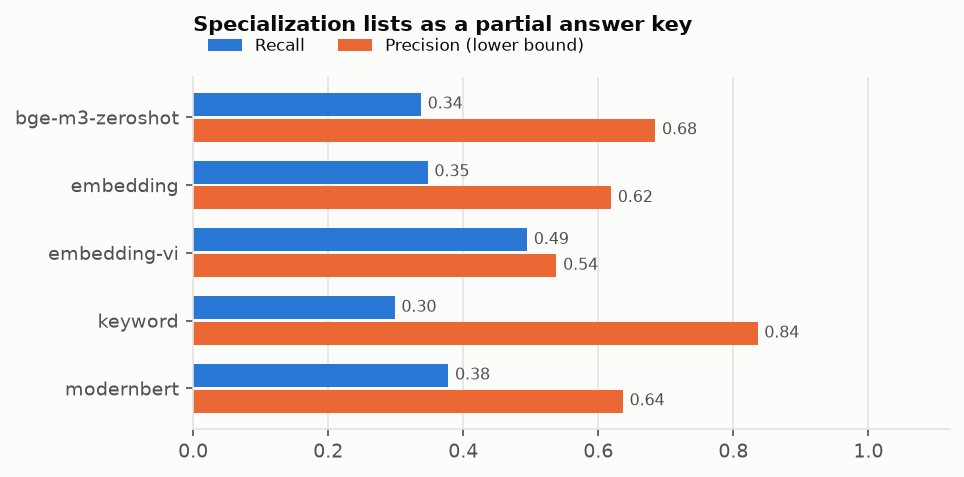 Specialization lists as a partial answer key
Recall Precision (lower bound)
bge-m3-zeroshot
0.34
0.68
embedding
0.35
0.62
embedding-vi
0.49
0.54
keyword
0.30
0.84
modernbert
0.38
0.64
0.0 0.2 0.4 0.6 0.8 1.0